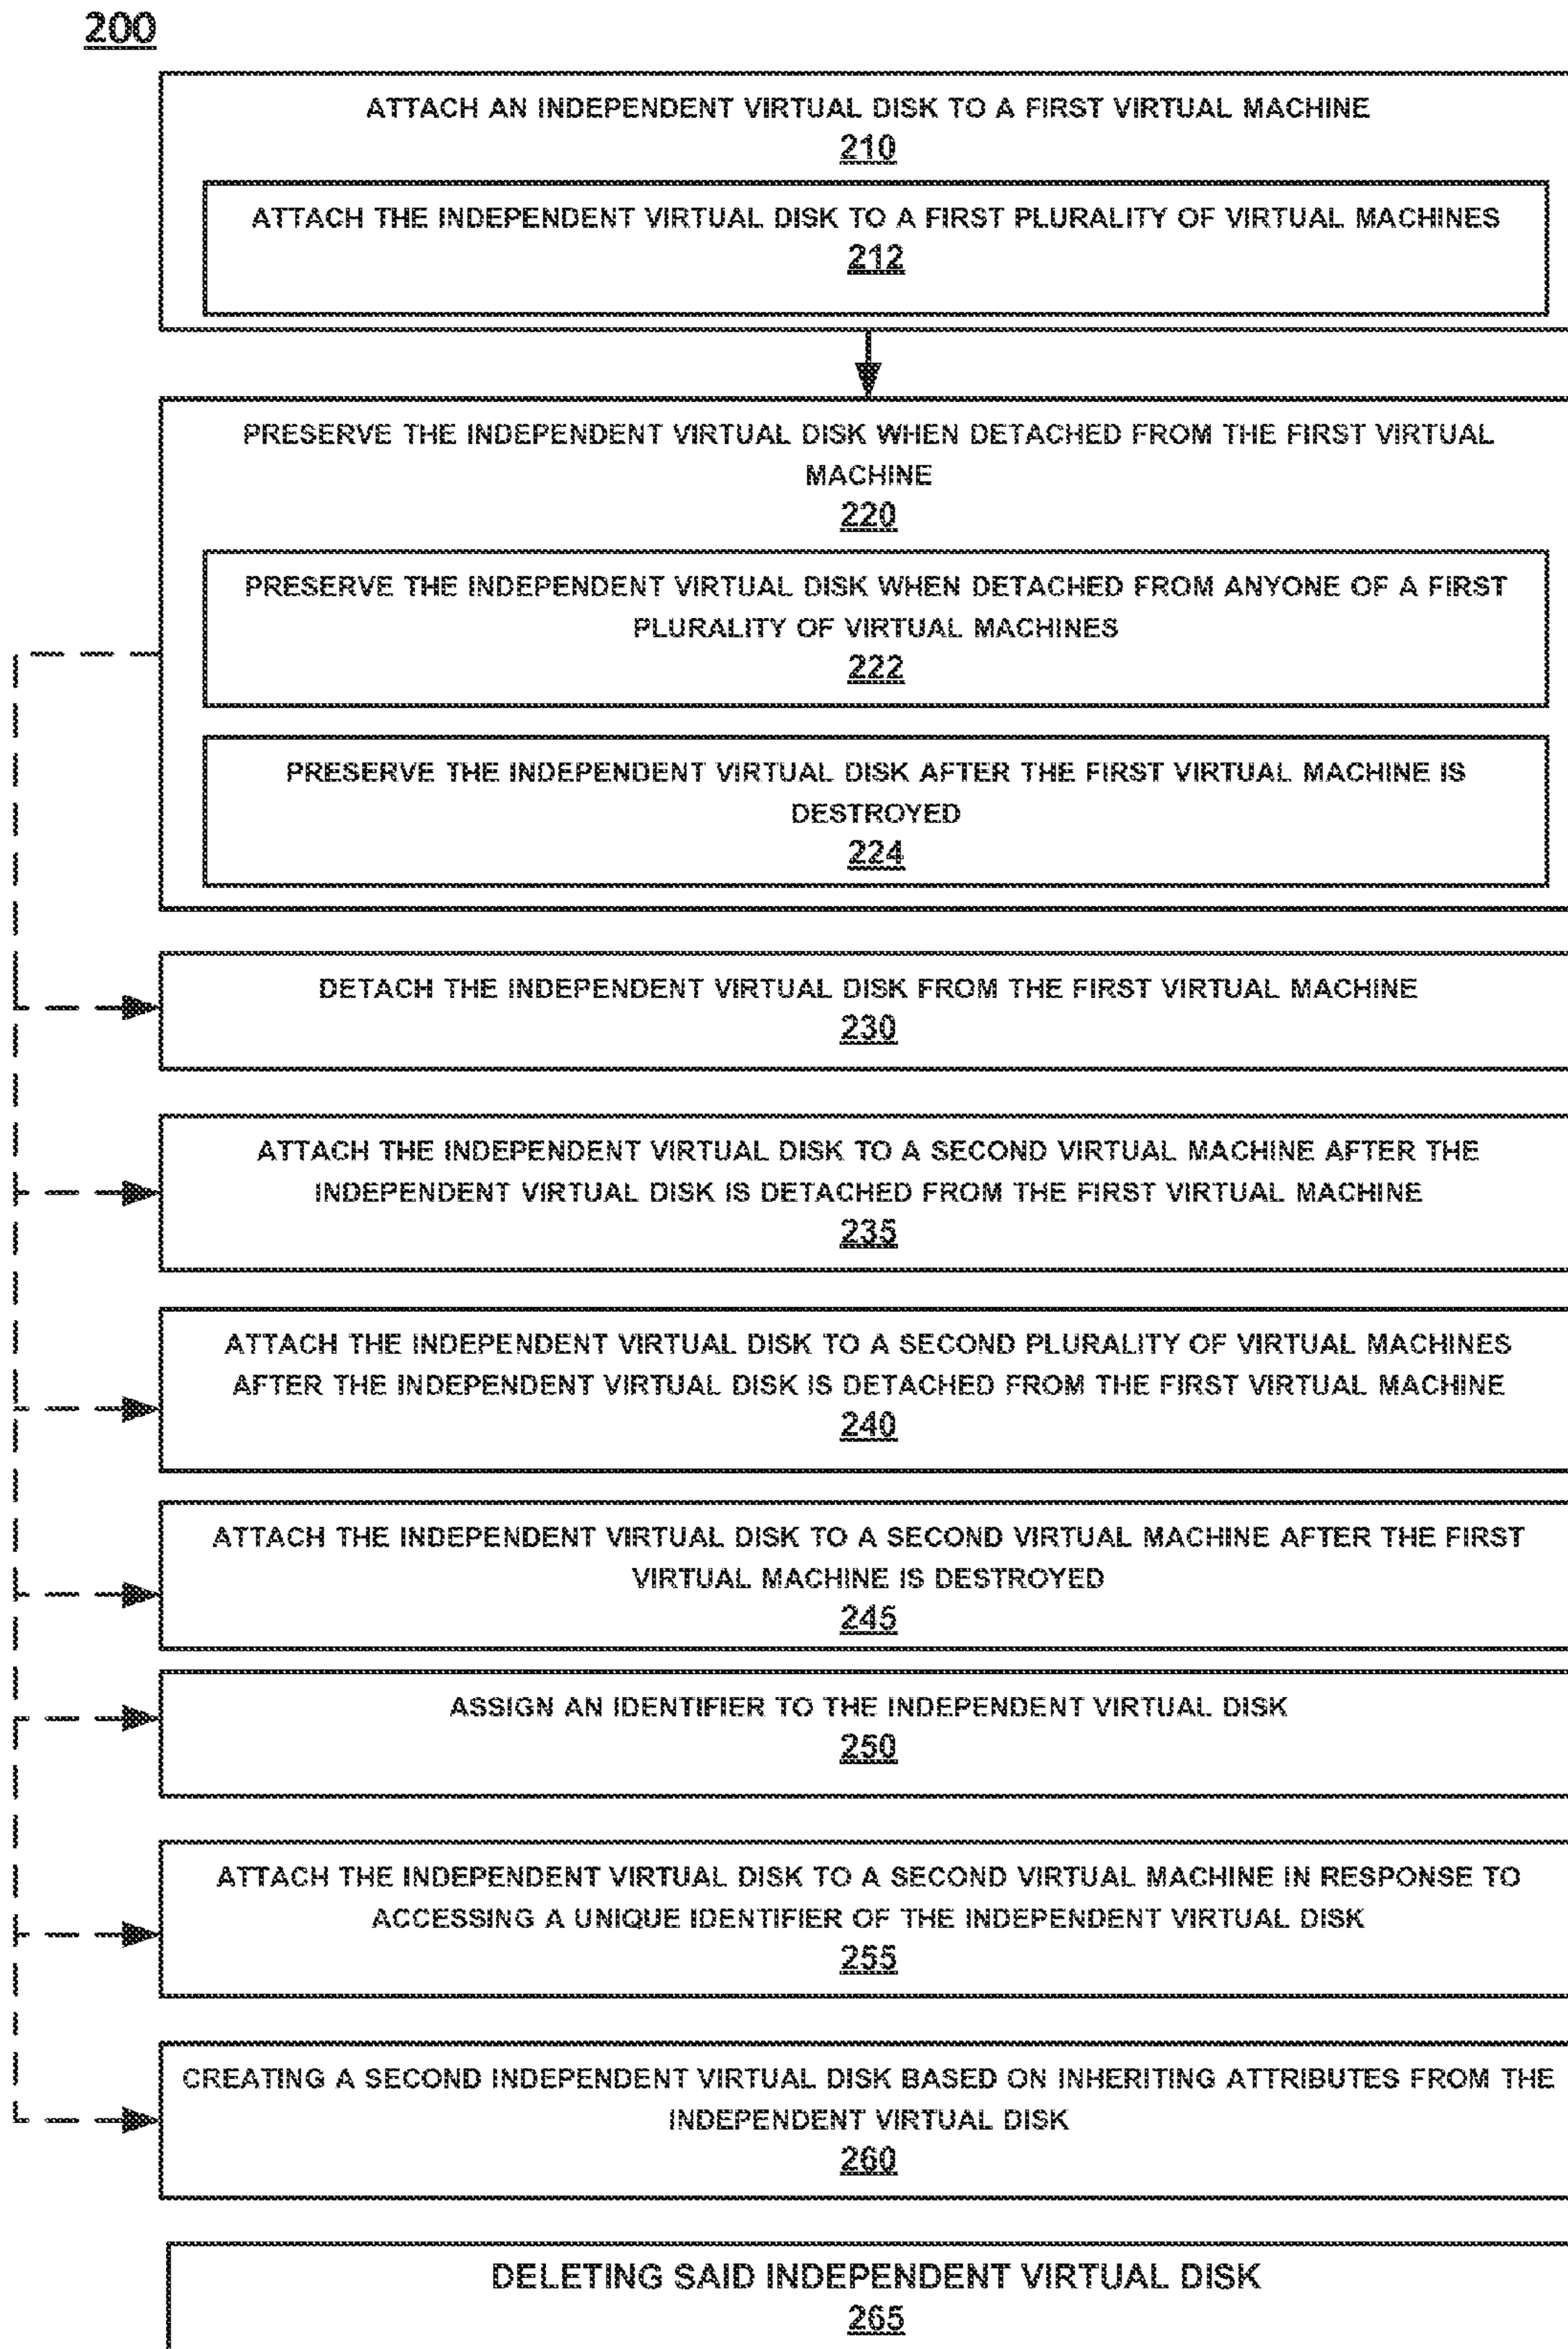 200
ATTACH AN INDEPENDENT VIRTUAL DISK TO A FIRST VIRTUAL MACHINE
210
ATTACH THE INDEPENDENT VIRTUAL DISK TO A FIRST PLURALITY OF VIRTUAL MACHINES
212
PRESERVE THE INDEPENDENT VIRTUAL DISK WHEN DETACHED FROM THE FIRST VIRTUAL
MACHINE
220
PRESERVE THE INDEPENDENT VIRTUAL DISK WHEN DETACHED FROM ANYONE OF A FIRST
PLURALITY OF VIRTUAL MACHINES
222
PRESERVE THE INDEPENDENT VIRTUAL DISK AFTER THE FIRST VIRTUAL MACHINE IS
DESTROYED
224
DETACH THE INDEPENDENT VIRTUAL DISK FROM THE FIRST VIRTUAL MACHINE
230
ATTACH THE INDEPENDENT VIRTUAL DISK TO A SECOND VIRTUAL MACHINE AFTER THE
INDEPENDENT VIRTUAL DISK IS DETACHED FROM THE FIRST VIRTUAL MACHINE
235
ATTACH THE INDEPENDENT VIRTUAL DISK TO A SECOND PLURALITY OF VIRTUAL MACHINES
AFTER THE INDEPENDENT VIRTUAL DISK IS DETACHED FROM THE FIRST VIRTUAL MACHINE
240
ATTACH THE INDEPENDENT VIRTUAL DISK TO A SECOND VIRTUAL MACHINE AFTER THE FIRST
VIRTUAL MACHINE IS DESTROYED
245
ASSIGN AN IDENTIFIER TO THE INDEPENDENT VIRTUAL DISK
250
ATTACH THE INDEPENDENT VIRTUAL DISK TO A SECOND VIRTUAL MACHINE IN RESPONSE TO
ACCESSING A UNIQUE IDENTIFIER OF THE INDEPENDENT VIRTUAL DISK
255
CREATING A SECOND INDEPENDENT VIRTUAL DISK BASED ON INHERITING ATTRIBUTES FROM THE
INDEPENDENT VIRTUAL DISK
260
DELETING SAID INDEPENDENT VIRTUAL DISK
265